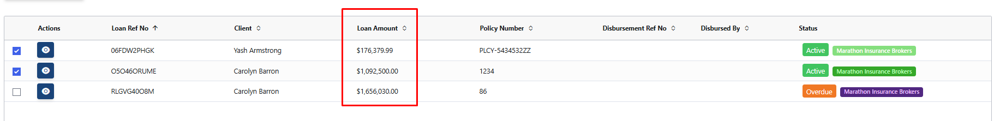 Actions Loan Ref No Client Loan Amount Policy Number Disbursement Ref No Disbursed By Status
06FDW2PHGK Yash Armstrong $176,379.99 PLCY-5434532ZZ Active Marathon Insurance Brokers
O5O46ORUME Carolyn Barron $1,092,500.00 1234 Active Marathon Insurance Brokers
RLGVG40O8M Carolyn Barron $1,656,030.00 86 Overdue Marathon Insurance Brokers